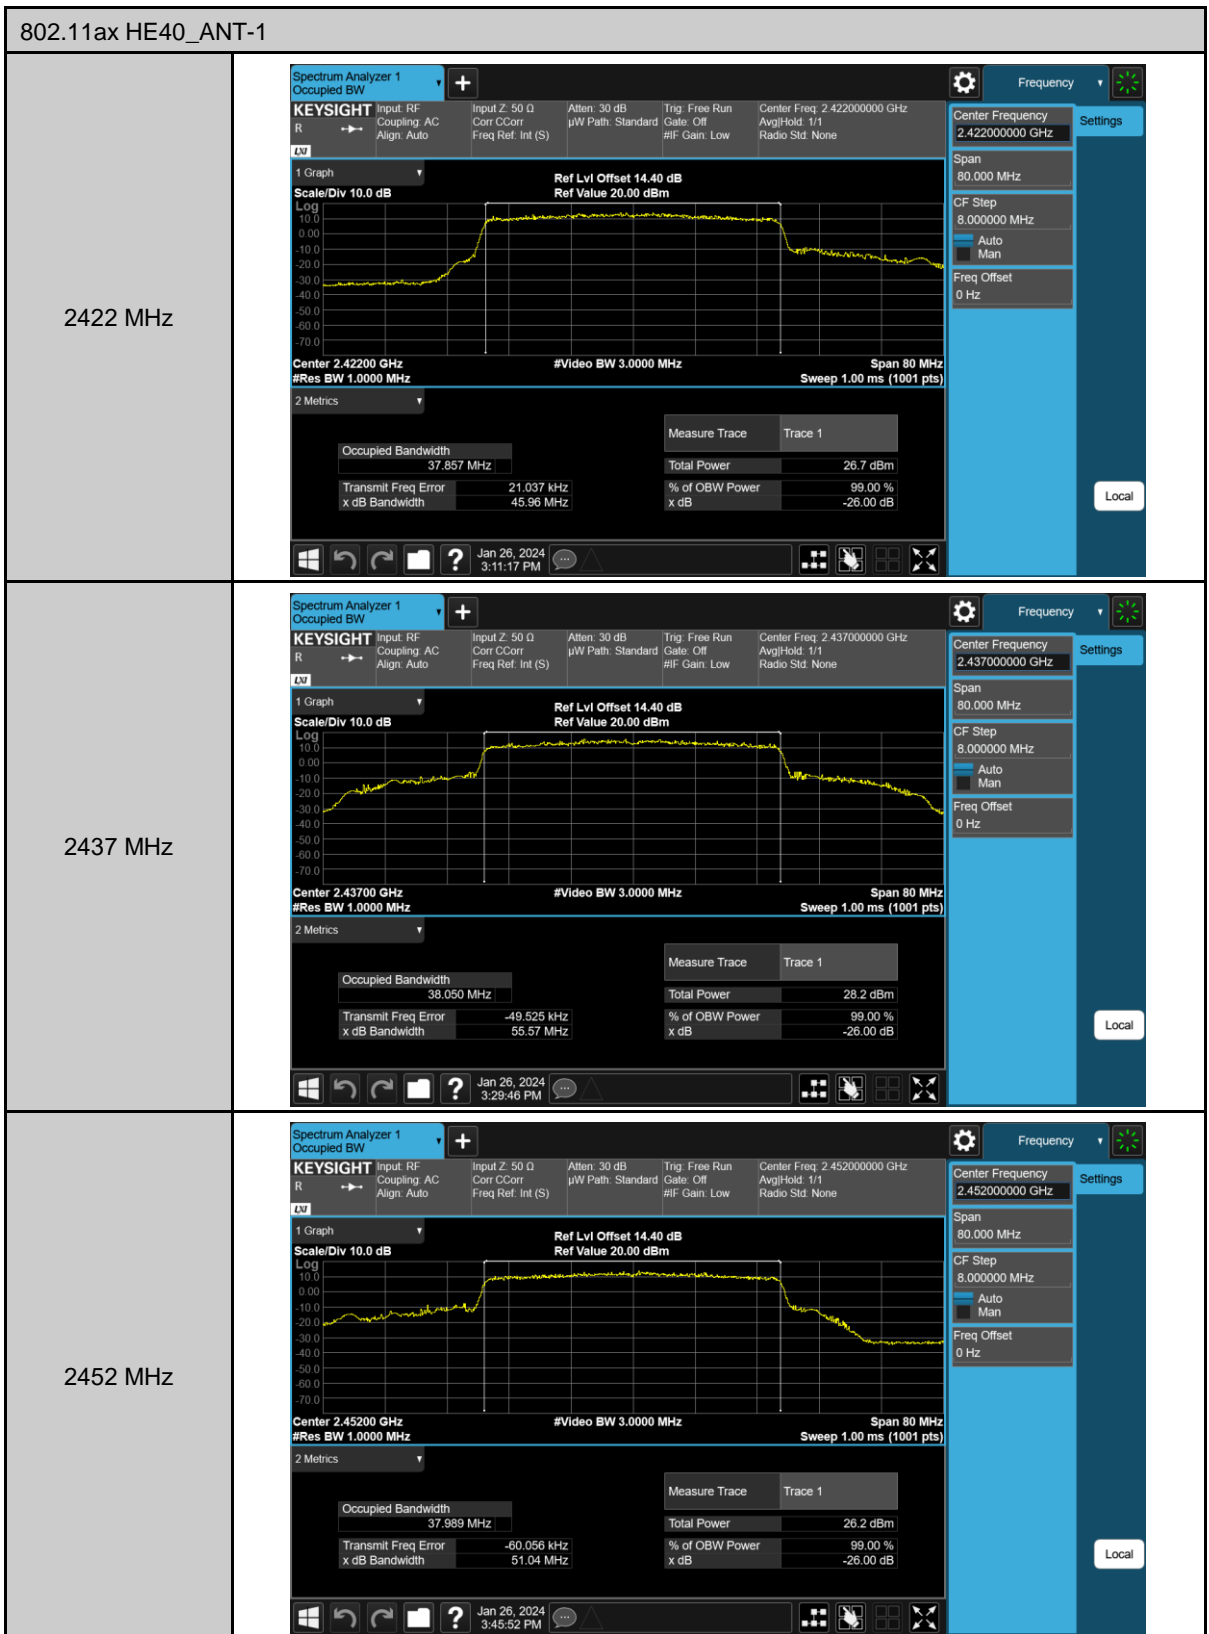 802.11ax HE40_ANT-1
2422 MHz
Spectrum Analyzer 1
Occupied BW
Frequency
KEYSIGHT
R
LXI
Input: RF
Coupling: AC
Align: Auto
Input Z: 50 Ω
Corr CCorr
Freq Ref: Int (S)
Atten: 30 dB
µW Path: Standard
Trig: Free Run
Gate: Off
#IF Gain: Low
Center Freq: 2.422000000 GHz
Avg|Hold: 1/1
Radio Std: None
Center Frequency
2.422000000 GHz
Settings
Span
80.000 MHz
CF Step
8.000000 MHz
Auto
Man
Freq Offset
0 Hz
Local
1 Graph
Scale/Div 10.0 dB
Ref Lvl Offset 14.40 dB
Ref Value 20.00 dBm
Log
10.0
0.00
-10.0
-20.0
-30.0
-40.0
-50.0
-60.0
-70.0
Center 2.42200 GHz
#Video BW 3.0000 MHz
Span 80 MHz
#Res BW 1.0000 MHz
Sweep 1.00 ms (1001 pts)
2 Metrics
Measure Trace Trace 1
Occupied Bandwidth
37.857 MHz
Total Power 26.7 dBm
Transmit Freq Error 21.037 kHz
% of OBW Power 99.00 %
x dB Bandwidth 45.96 MHz
x dB -26.00 dB
?
Jan 26, 2024
3:11:17 PM
2437 MHz
Spectrum Analyzer 1
Occupied BW
Frequency
KEYSIGHT
R
LXI
Input: RF
Coupling: AC
Align: Auto
Input Z: 50 Ω
Corr CCorr
Freq Ref: Int (S)
Atten: 30 dB
µW Path: Standard
Trig: Free Run
Gate: Off
#IF Gain: Low
Center Freq: 2.437000000 GHz
Avg|Hold: 1/1
Radio Std: None
Center Frequency
2.437000000 GHz
Settings
Span
80.000 MHz
CF Step
8.000000 MHz
Auto
Man
Freq Offset
0 Hz
Local
1 Graph
Scale/Div 10.0 dB
Ref Lvl Offset 14.40 dB
Ref Value 20.00 dBm
Log
10.0
0.00
-10.0
-20.0
-30.0
-40.0
-50.0
-60.0
-70.0
Center 2.43700 GHz
#Video BW 3.0000 MHz
Span 80 MHz
#Res BW 1.0000 MHz
Sweep 1.00 ms (1001 pts)
2 Metrics
Measure Trace Trace 1
Occupied Bandwidth
38.050 MHz
Total Power 28.2 dBm
Transmit Freq Error -49.525 kHz
% of OBW Power 99.00 %
x dB Bandwidth 55.57 MHz
x dB -26.00 dB
?
Jan 26, 2024
3:29:46 PM
2452 MHz
Spectrum Analyzer 1
Occupied BW
Frequency
KEYSIGHT
R
LXI
Input: RF
Coupling: AC
Align: Auto
Input Z: 50 Ω
Corr CCorr
Freq Ref: Int (S)
Atten: 30 dB
µW Path: Standard
Trig: Free Run
Gate: Off
#IF Gain: Low
Center Freq: 2.452000000 GHz
Avg|Hold: 1/1
Radio Std: None
Center Frequency
2.452000000 GHz
Settings
Span
80.000 MHz
CF Step
8.000000 MHz
Auto
Man
Freq Offset
0 Hz
Local
1 Graph
Scale/Div 10.0 dB
Ref Lvl Offset 14.40 dB
Ref Value 20.00 dBm
Log
10.0
0.00
-10.0
-20.0
-30.0
-40.0
-50.0
-60.0
-70.0
Center 2.45200 GHz
#Video BW 3.0000 MHz
Span 80 MHz
#Res BW 1.0000 MHz
Sweep 1.00 ms (1001 pts)
2 Metrics
Measure Trace Trace 1
Occupied Bandwidth
37.989 MHz
Total Power 26.2 dBm
Transmit Freq Error -60.056 kHz
% of OBW Power 99.00 %
x dB Bandwidth 51.04 MHz
x dB -26.00 dB
?
Jan 26, 2024
3:45:52 PM